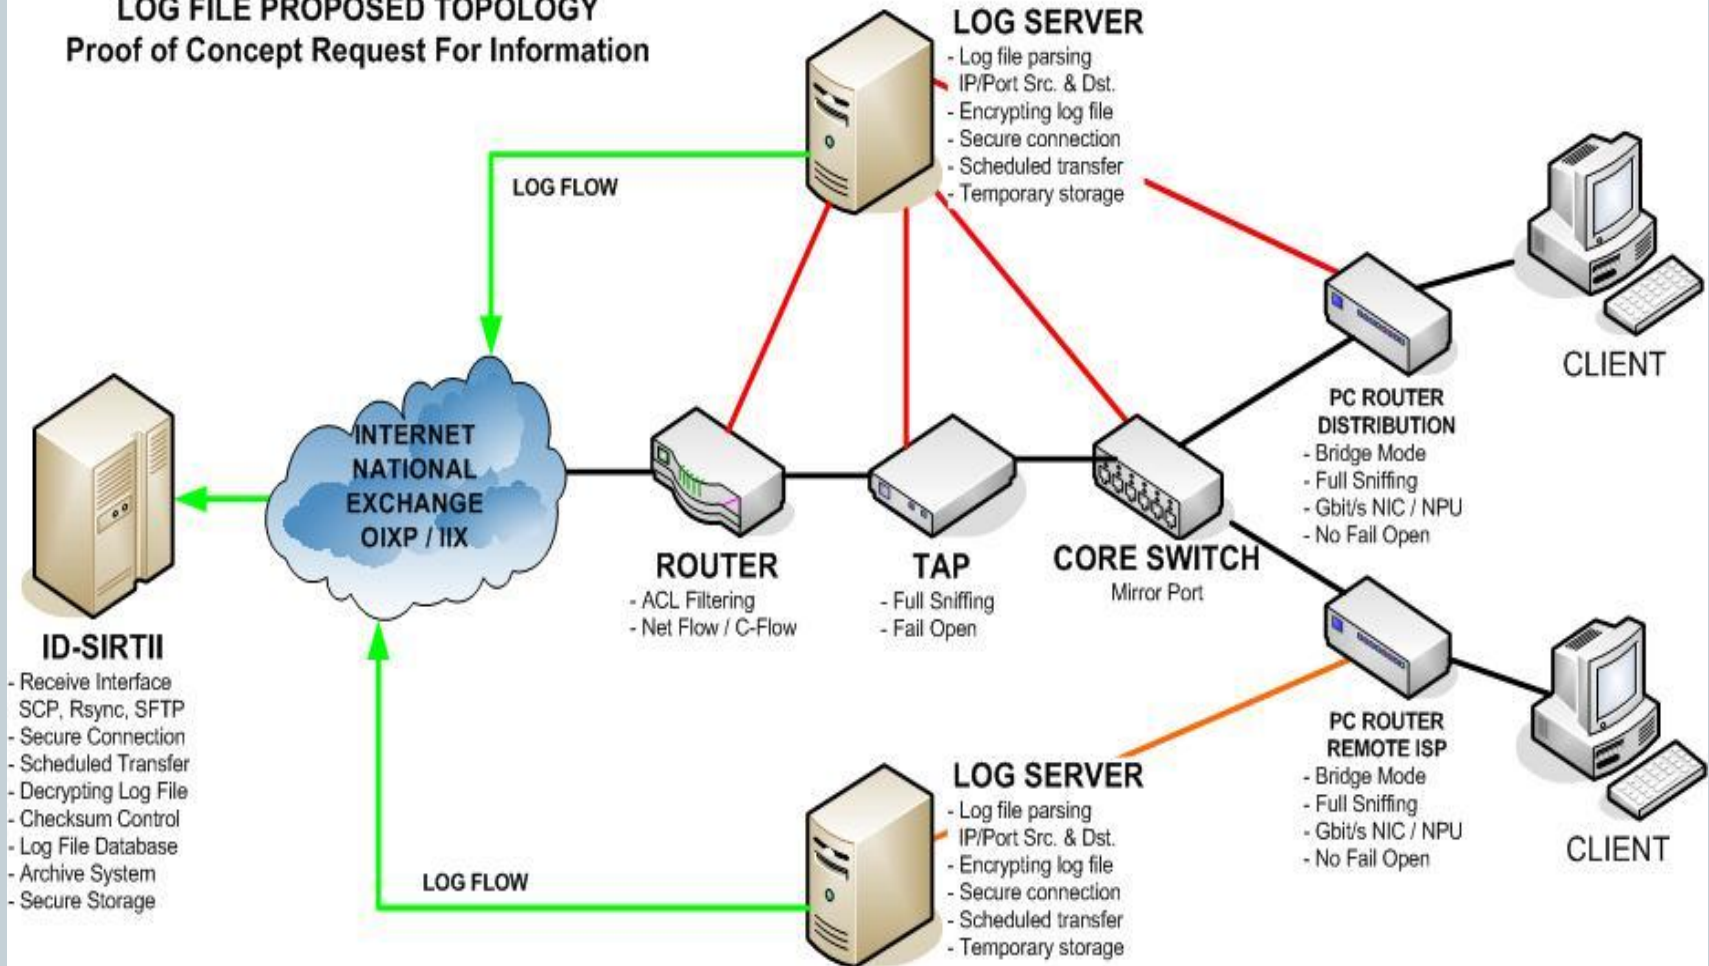 LOG FILE PROPOSED TOPOLOGY
Proof of Concept Request For Information
LOG SERVER
- Log file parsing
IP/Port Src. & Dst.
- Encrypting log file
- Secure connection
- Scheduled transfer
- Temporary storage
LOG FLOW
CLIENT
PC ROUTER
DISTRIBUTION
- Bridge Mode
- Full Sniffing
- Gbit/s NIC / NPU
- No Fail Open
INTERNET
NATIONAL
EXCHANGE
OIXP / IIX
ROUTER
- ACL Filtering
- Net Flow / C-Flow
TAP
- Full Sniffing
- Fail Open
CORE SWITCH
Mirror Port
ID-SIRTII
- Receive Interface
SCP, Rsync, SFTP
- Secure Connection
- Scheduled Transfer
- Decrypting Log File
- Checksum Control
- Log File Database
- Archive System
- Secure Storage
PC ROUTER
REMOTE ISP
- Bridge Mode
- Full Sniffing
- Gbit/s NIC / NPU
- No Fail Open
CLIENT
LOG SERVER
- Log file parsing
IP/Port Src. & Dst.
- Encrypting log file
- Secure connection
- Scheduled transfer
- Temporary storage
LOG FLOW